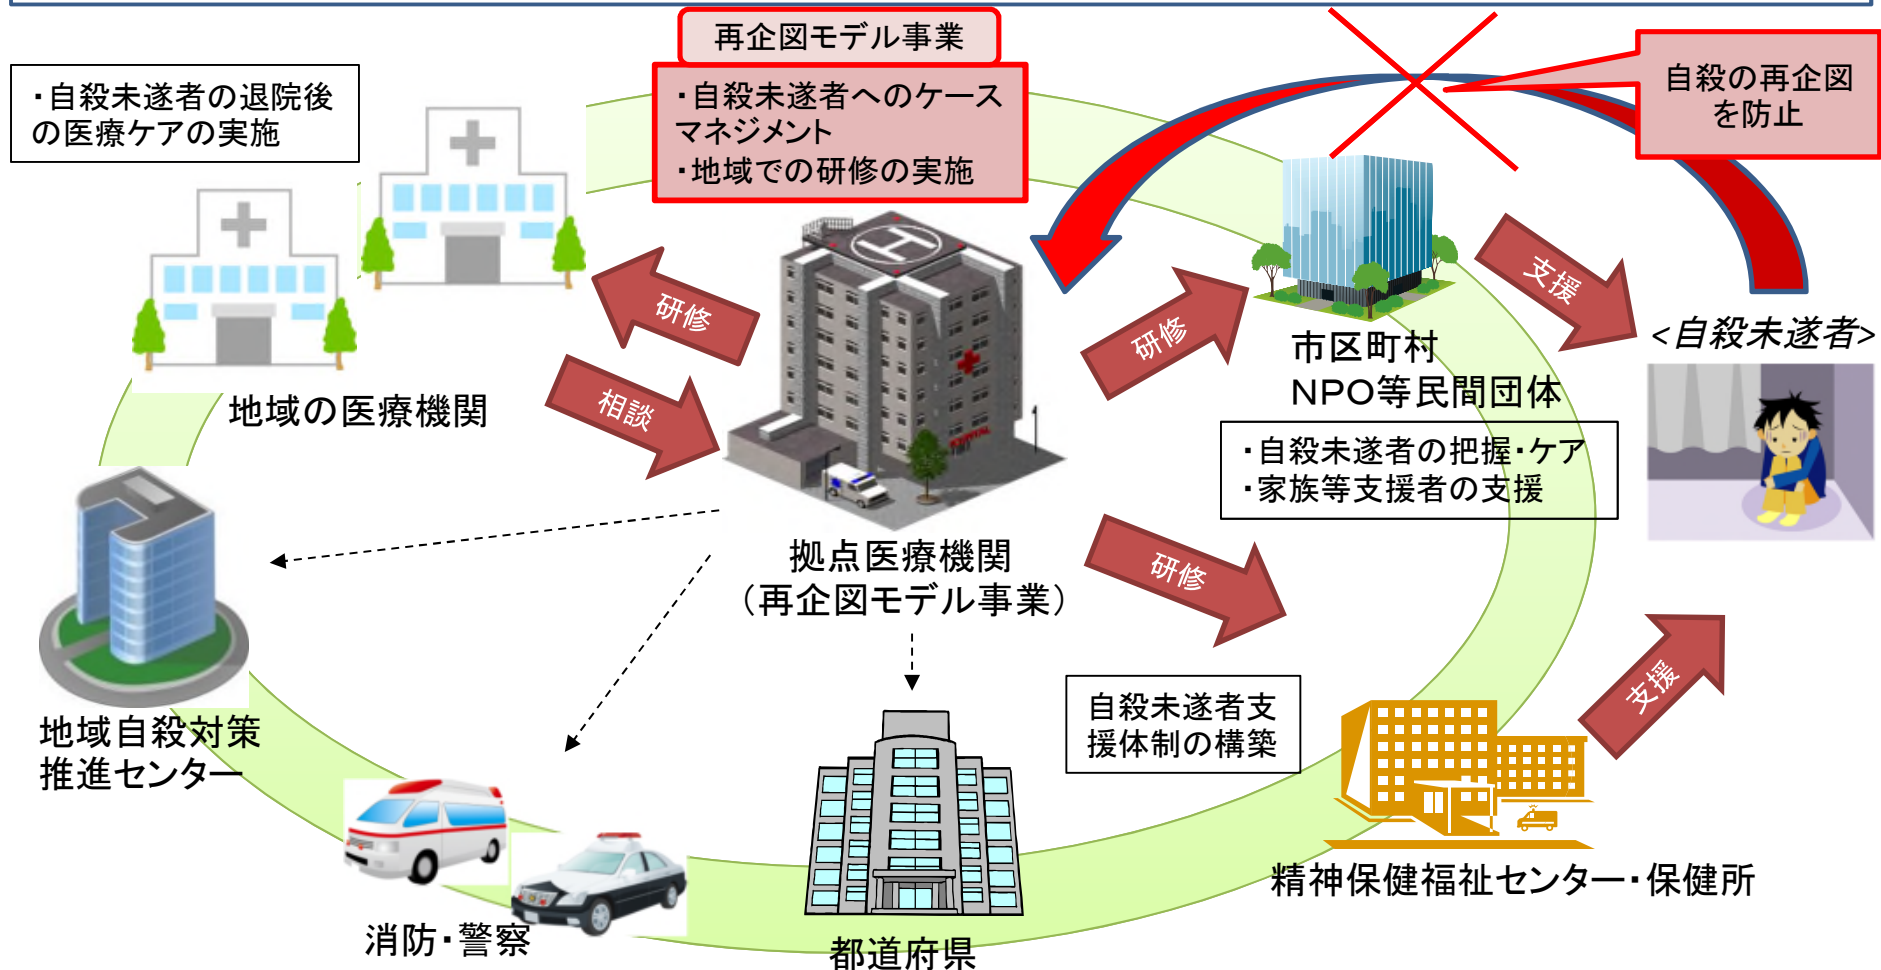 再企図モデル事業
・自殺未遂者へのケース
マネジメント
・地域での研修の実施
自殺の再企図
を防止
・自殺未遂者の退院後
の医療ケアの実施
研修
相談
地域の医療機関
研修
支援
<自殺未遂者>
市区町村
NPO等民間団体
・自殺未遂者の把握・ケア
・家族等支援者の支援
HOSPITAL
H
拠点医療機関
（再企図モデル事業）
研修
支援
自殺未遂者支
援体制の構築
地域自殺対策
推進センター
消防・警察
都道府県
精神保健福祉センター・保健所